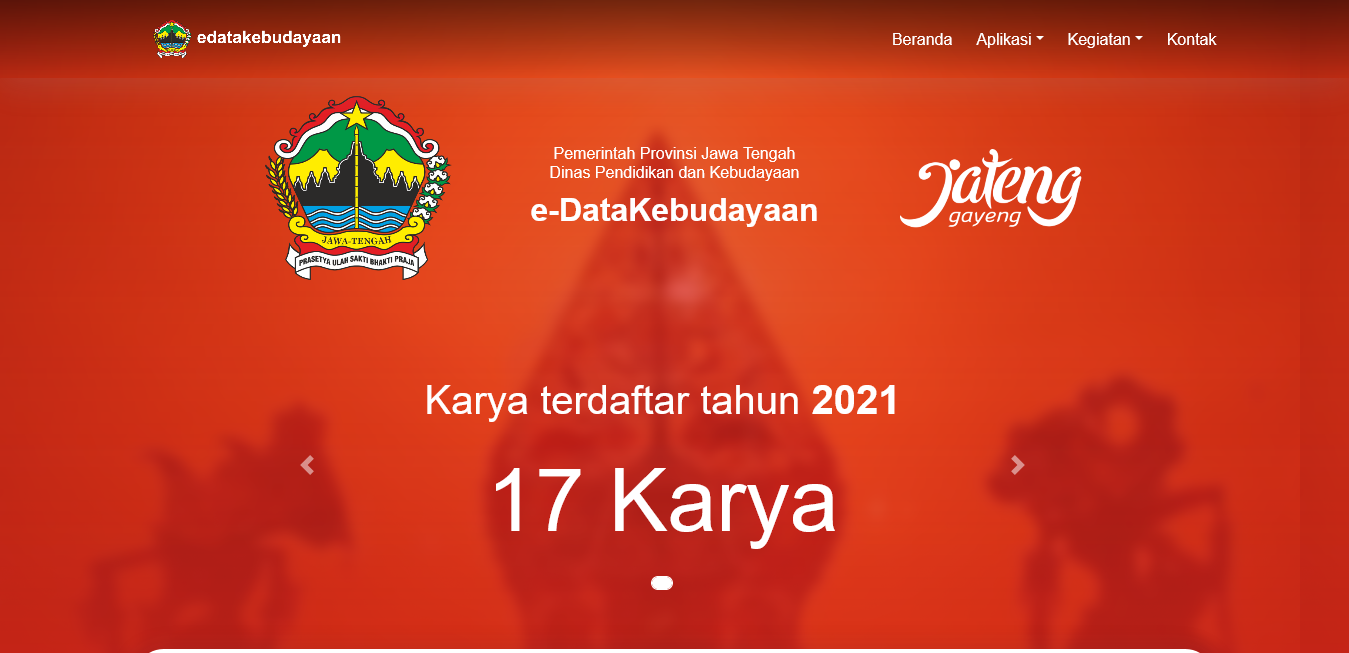 edatakebudayaan
Beranda
Aplikasi
Kegiatan
Kontak
JAWA-TENGAH
PRASETYA ULAH SAKTI BHAKTI PRAJA
Pemerintah Provinsi Jawa Tengah
Dinas Pendidikan dan Kebudayaan
e-DataKebudayaan
Jateng
gayeng
Karya terdaftar tahun 2021
17 Karya